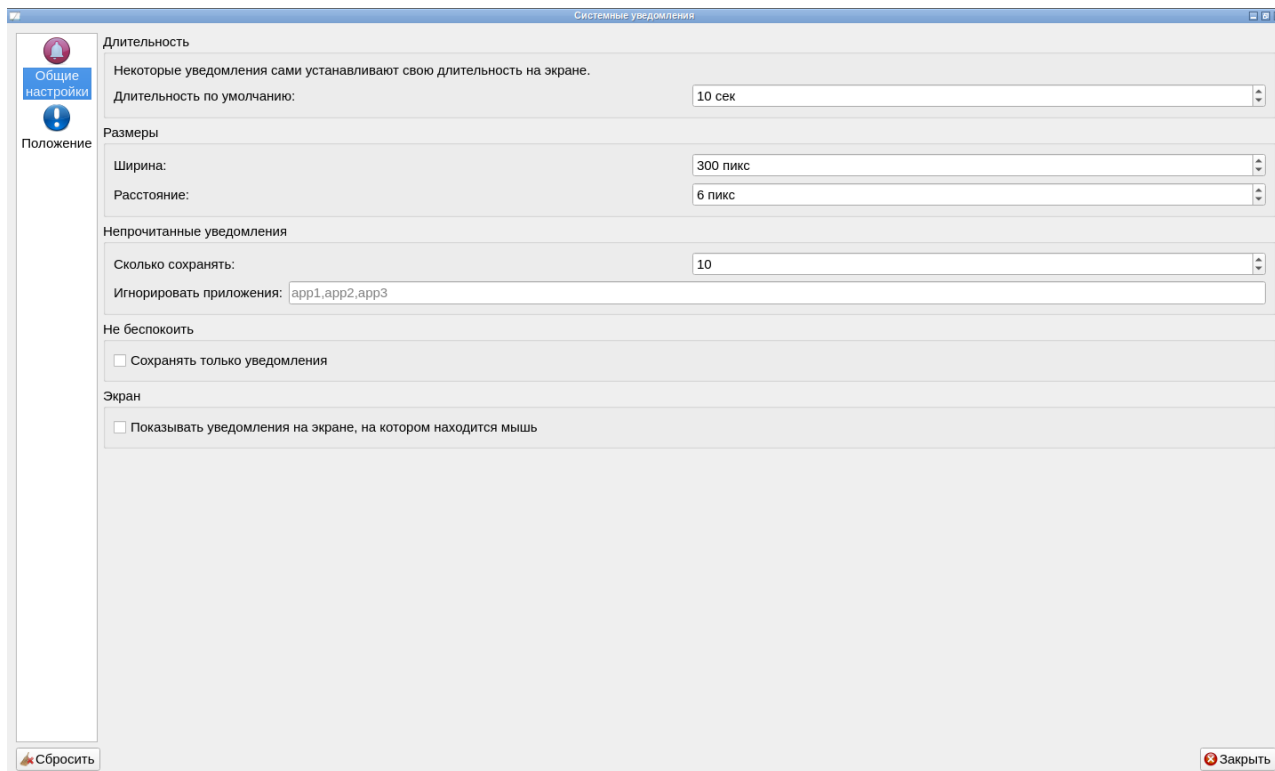 Системные уведомления
Общие
настройки
Положение
Длительность
Некоторые уведомления сами устанавливают свою длительность на экране.
Длительность по умолчанию: 10 сек
Размеры
Ширина: 300 пикс
Расстояние: 6 пикс
Непрочитанные уведомления
Сколько сохранять: 10
Игнорировать приложения: app1,app2,app3
Не беспокоить
Сохранять только уведомления
Экран
Показывать уведомления на экране, на котором находится мышь
Сбросить
Закрыть